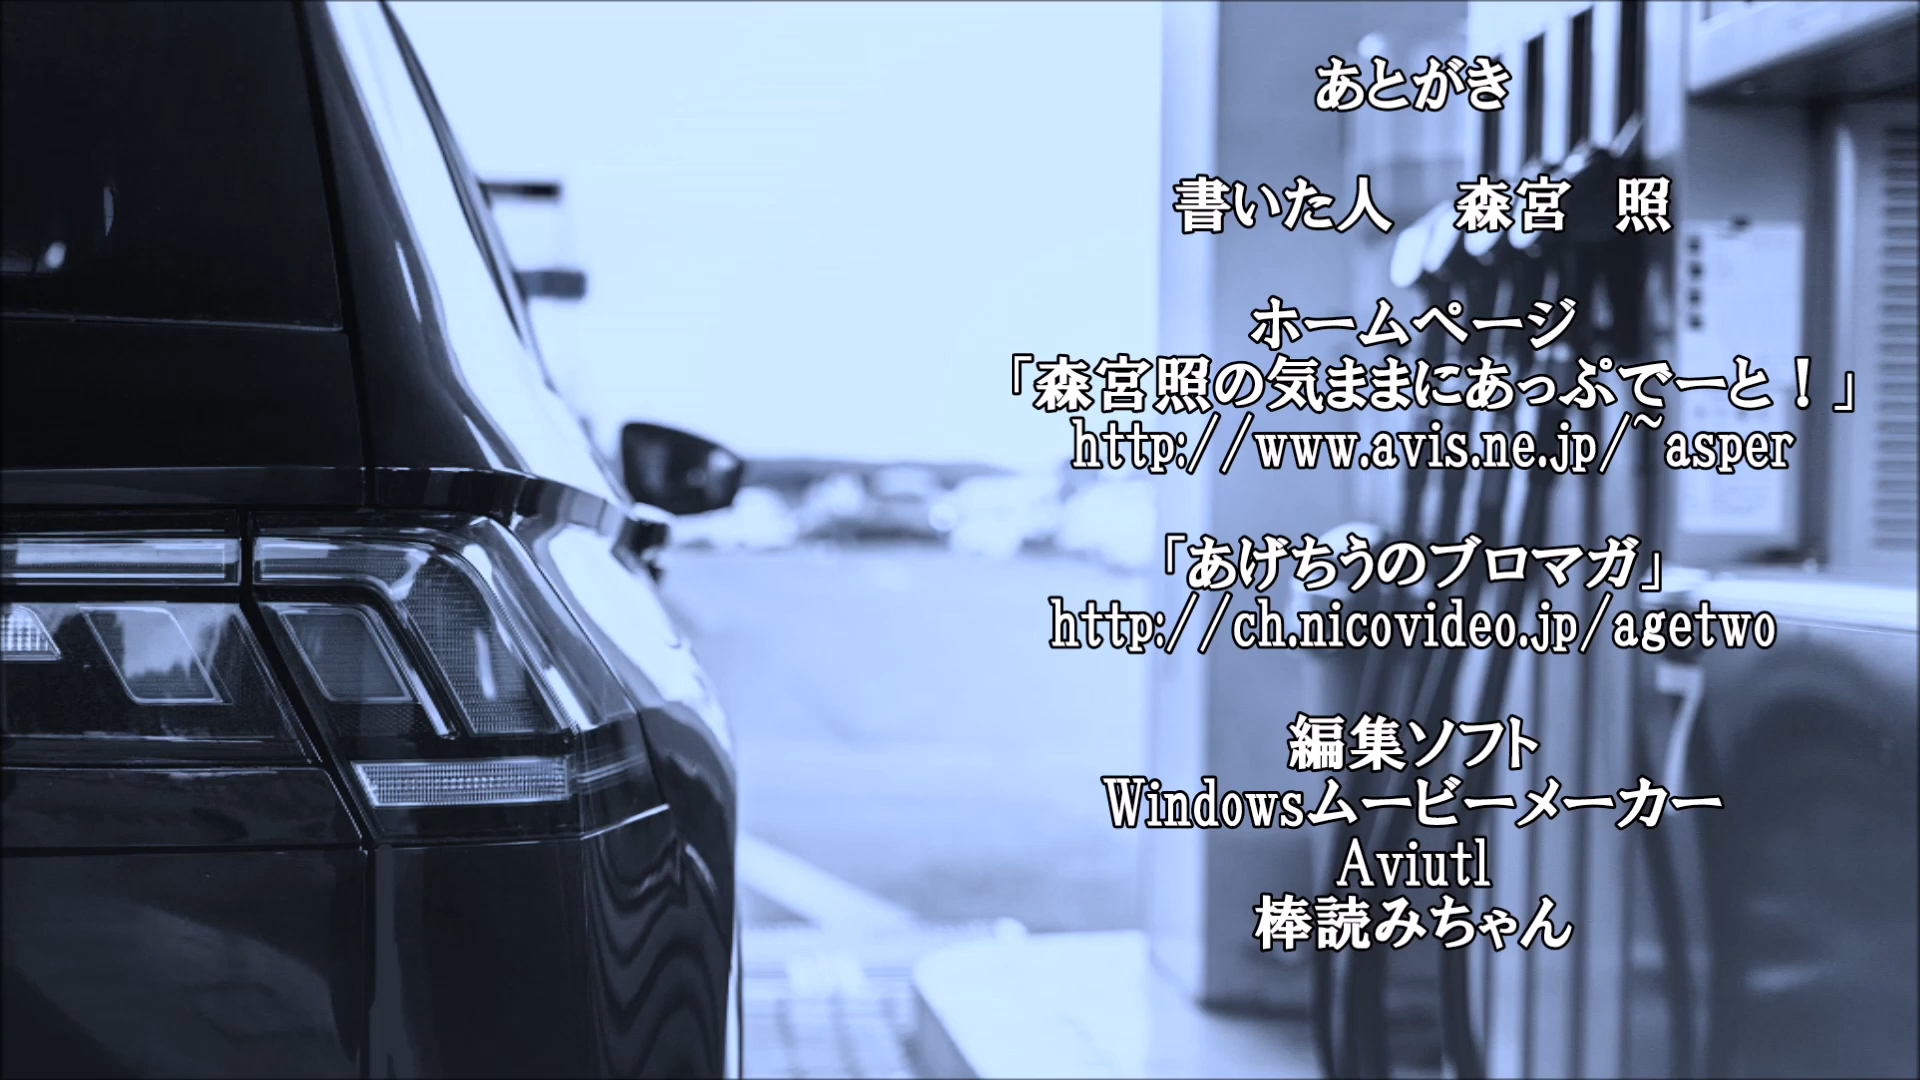 あとがき
書いた人　森宮　照
ホームページ
「森宮照の気ままにあっぷでーと！」
http://www.avis.ne.jp/~asper
「あげちうのブロマガ」
http://ch.nicovideo.jp/agetwo
編集ソフト
Windowsムービーメーカー
Aviutl
棒読みちゃん